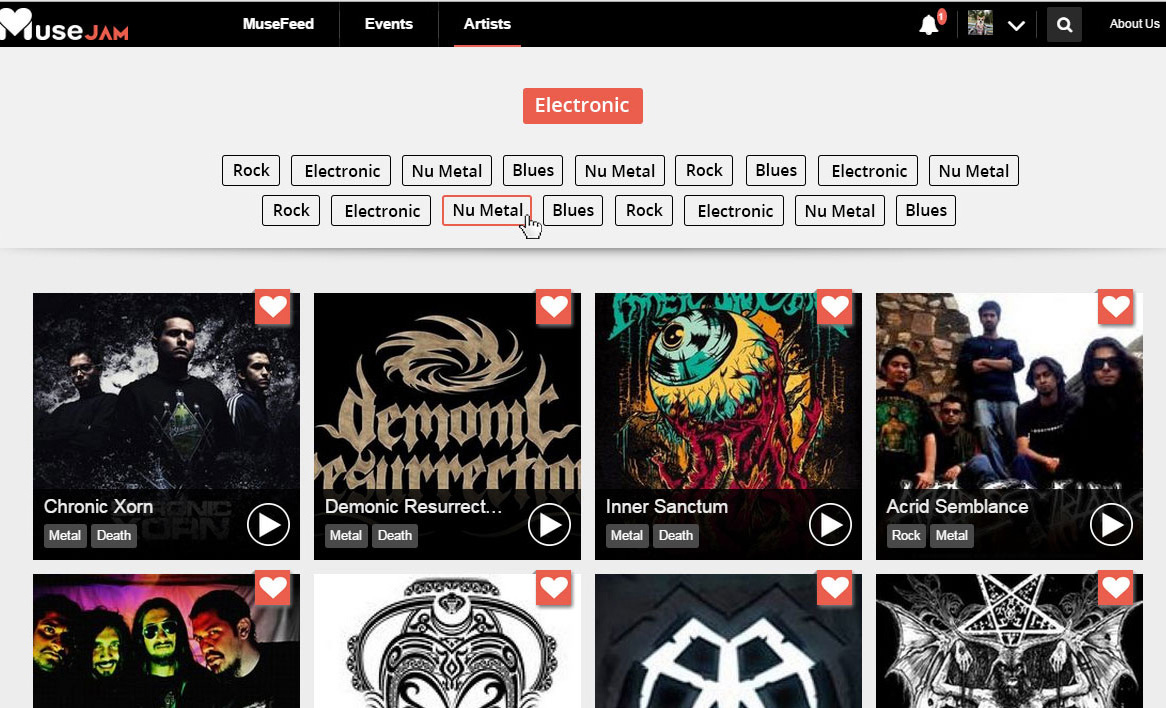 MuseJAM MuseFeed Events Artists 1 About Us
Electronic
Rock Electronic Nu Metal Blues Nu Metal Rock Blues Electronic Nu Metal
Rock Electronic Nu Metal Blues Rock Electronic Nu Metal Blues
demonic
resurrection
Chronic Xorn
Metal Death
Demonic Resurrect...
Metal Death
Inner Sanctum
Metal Death
Acrid Semblance
Rock Metal